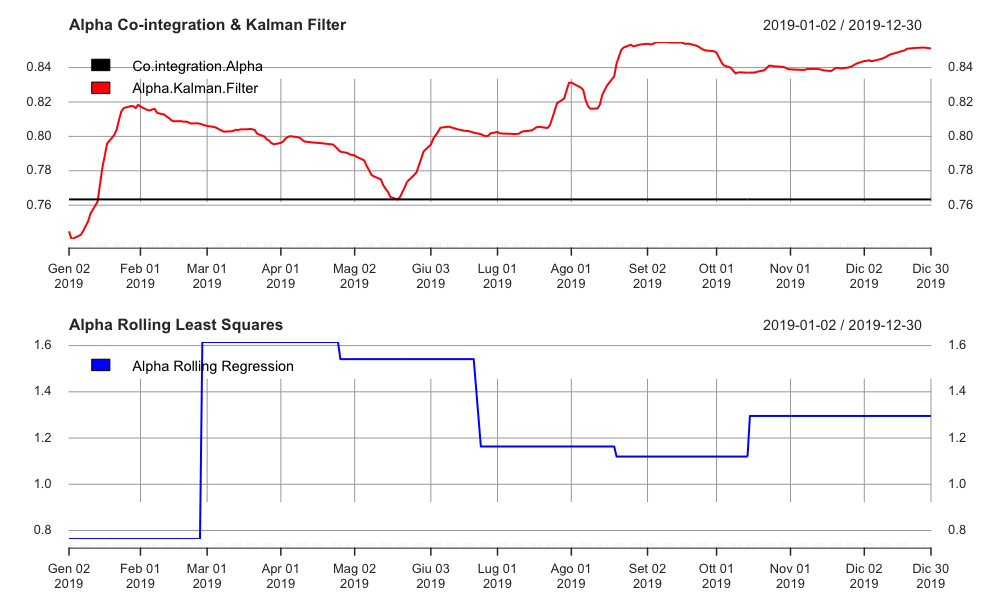 Alpha Co-integration & Kalman Filter 2019-01-02 / 2019-12-30
Co.integration.Alpha
Alpha.Kalman.Filter
0.84 0.84
0.82 0.82
0.80 0.80
0.78 0.78
0.76 0.76
Gen 02 Feb 01 Mar 01 Apr 01 Mag 02 Giu 03 Lug 01 Ago 01 Set 02 Ott 01 Nov 01 Dic 02 Dic 30
2019 2019 2019 2019 2019 2019 2019 2019 2019 2019 2019 2019 2019
Alpha Rolling Least Squares 2019-01-02 / 2019-12-30
1.6 1.6
Alpha Rolling Regression
1.4 1.4
1.2 1.2
1.0 1.0
0.8 0.8
Gen 02 Feb 01 Mar 01 Apr 01 Mag 02 Giu 03 Lug 01 Ago 01 Set 02 Ott 01 Nov 01 Dic 02 Dic 30
2019 2019 2019 2019 2019 2019 2019 2019 2019 2019 2019 2019 2019